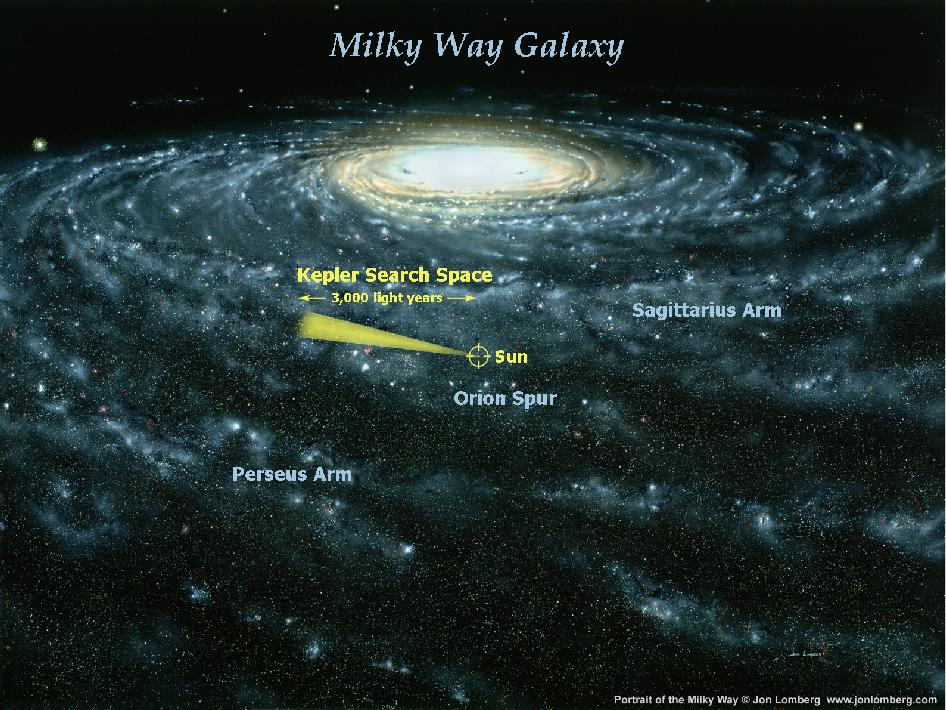 Milky Way Galaxy
Kepler Search Space
3,000 light years
Sagittarius Arm
Sun
Orion Spur
Perseus Arm
Portrait of the Milky Way © Jon Lomberg www.jonlomberg.com